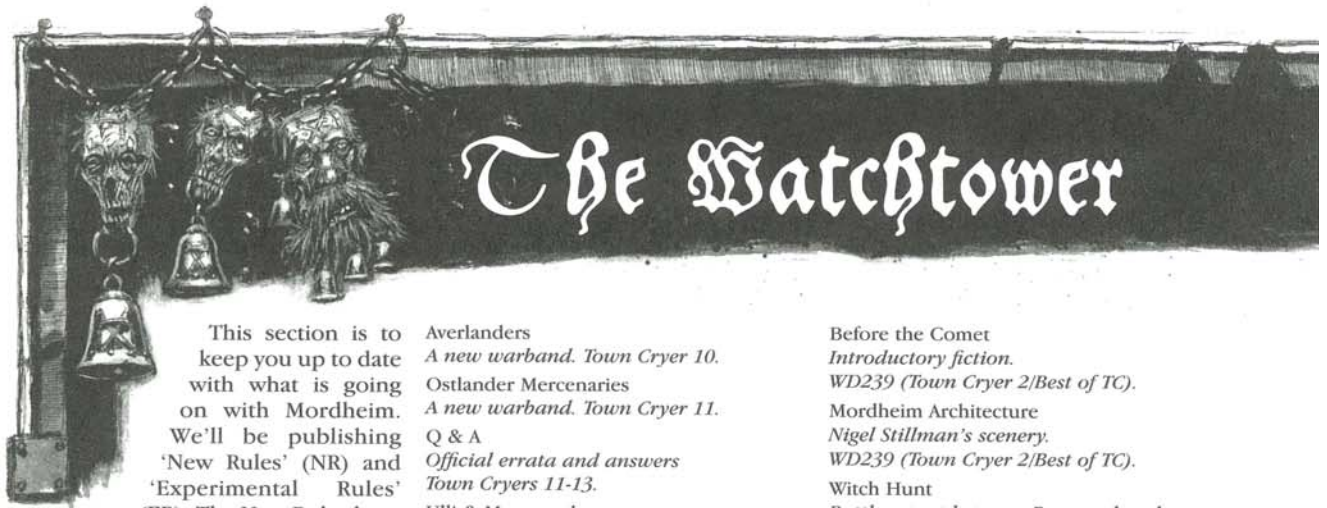 The Watchtower
This section is to
keep you up to date
with what is going
on with Mordheim.
We'll be publishing
'New Rules' (NR) and
'Experimental Rules'
Averlanders
A new warband. Town Cryer 10.
Ostlander Mercenaries
A new warband. Town Cryer 11.
Q & A
Official errata and answers
Town Cryers 11-13.
Before the Comet
Introductory fiction.
WD239 (Town Cryer 2/Best of TC).
Mordheim Architecture
Nigel Stillman's scenery.
WD239 (Town Cryer 2/Best of TC).
Witch Hunt